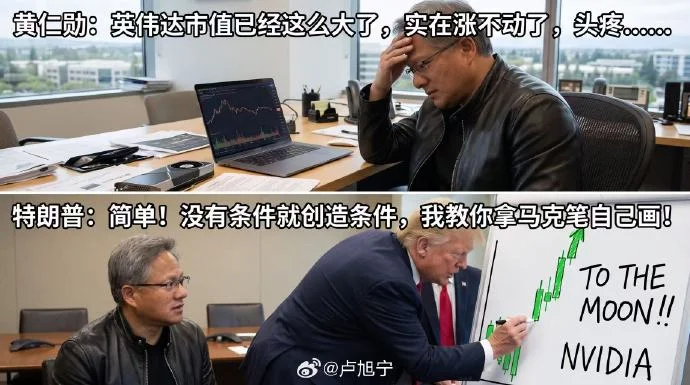 黄仁勋：英伟达市值已经这么大了，实在涨不动了，头疼......
特朗普：简单！没有条件就创造条件，我教你拿马克笔自己画！
TO THE
MOON!!
NVIDIA
@卢旭宁